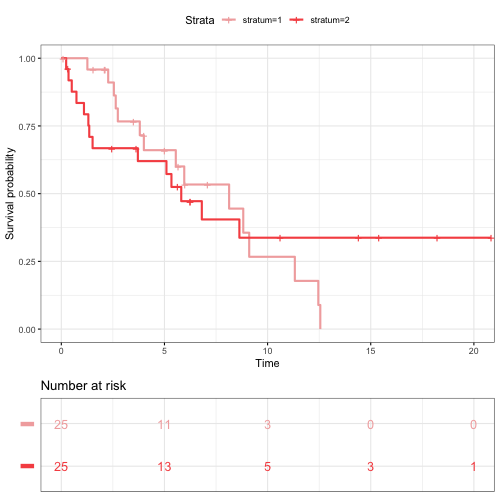 Strata stratum=1 stratum=2
Survival probability
1.00
0.75
0.50
0.25
0.00
0 5 10 15 20
Time
Number at risk
25 11 3 0 0
25 13 5 3 1